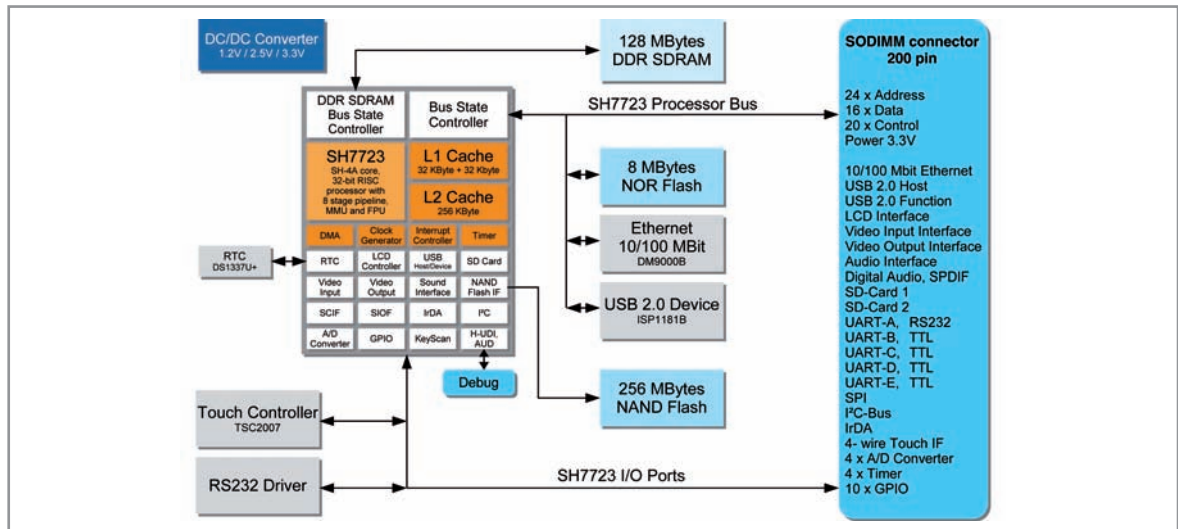 DC/DC Converter
1.2V / 2.5V / 3.3V
128 MBytes
DDR SDRAM
SODIMM connector
200 pin
24 x Address
16 x Data
20 x Control
Power 3.3V
10/100 Mbit Ethernet
USB 2.0 Host
USB 2.0 Function
LCD Interface
Video Input Interface
Video Output Interface
Audio Interface
Digital Audio, SPDIF
SD-Card 1
SD-Card 2
UART-A, RS232
UART-B, TTL
UART-C, TTL
UART-D, TTL
UART-E, TTL
SPI
I²C-Bus
IrDA
4- wire Touch IF
4 x A/D Converter
4 x Timer
10 x GPIO
DDR SDRAM
Bus State
Controller
Bus State
Controller
SH7723 Processor Bus
SH7723
SH-4A core,
32-bit RISC
processor with
8 stage pipeline,
MMU and FPU
L1 Cache
32 KByte + 32 Kbyte
L2 Cache
256 KByte
DMA
Clock
Generator
Interrupt
Controller
Timer
RTC
LCD
Controller
USB
Host/Device
SD Card
Video
Input
Video
Output
Sound
Interface
NAND
Flash IF
SCIF
SIOF
IrDA
I²C
A/D
Converter
GPIO
KeyScan
H-UDI,
AUD
RTC
DS1337U+
8 MBytes
NOR Flash
Ethernet
10/100 MBit
DM9000B
USB 2.0 Device
ISP1181B
Debug
256 MBytes
NAND Flash
Touch Controller
TSC2007
RS232 Driver
SH7723 I/O Ports